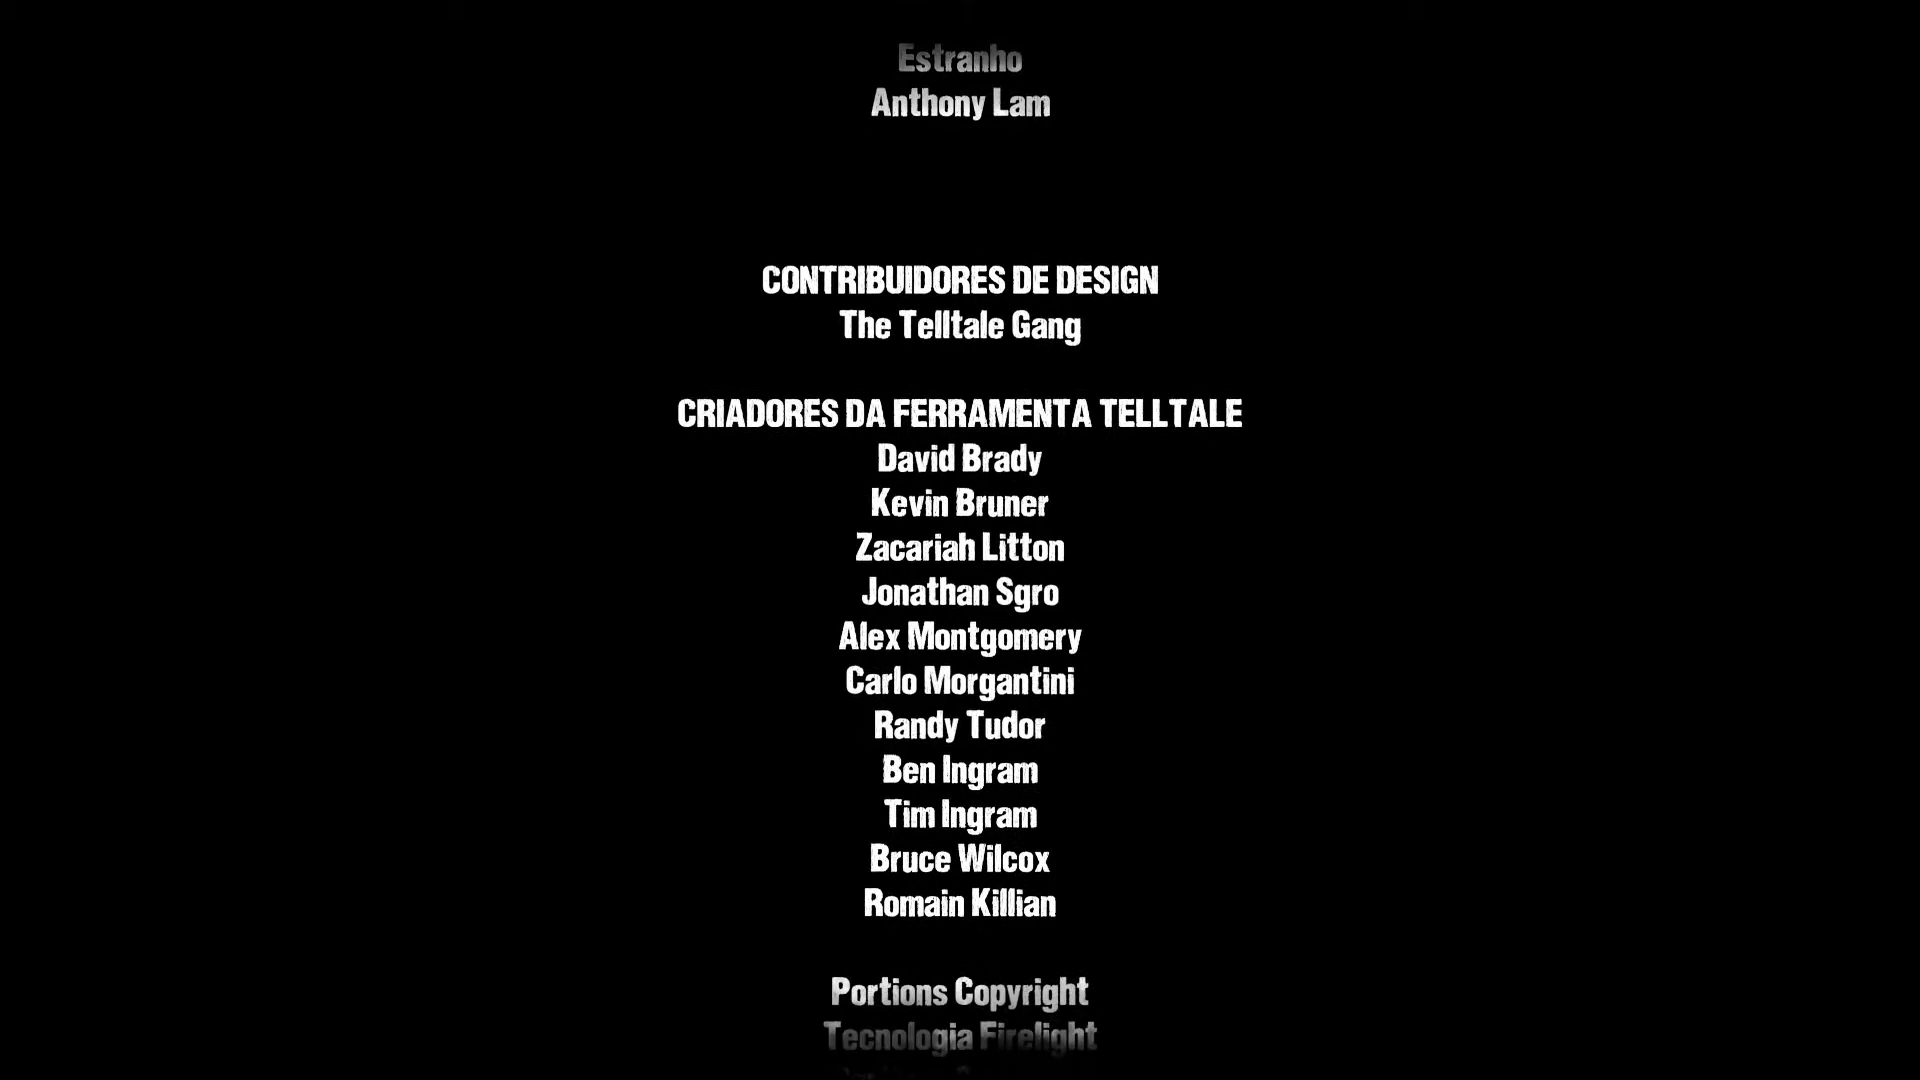 Estranho
Anthony Lam
CONTRIBUIDORES DE DESIGN
The Telltale Gang
CRIADORES DA FERRAMENTA TELLTALE
David Brady
Kevin Bruner
Zacariah Litton
Jonathan Sgro
Alex Montgomery
Carlo Morgantini
Randy Tudor
Ben Ingram
Tim Ingram
Bruce Wilcox
Romain Killian
Portions Copyright
Tecnologia Firelight